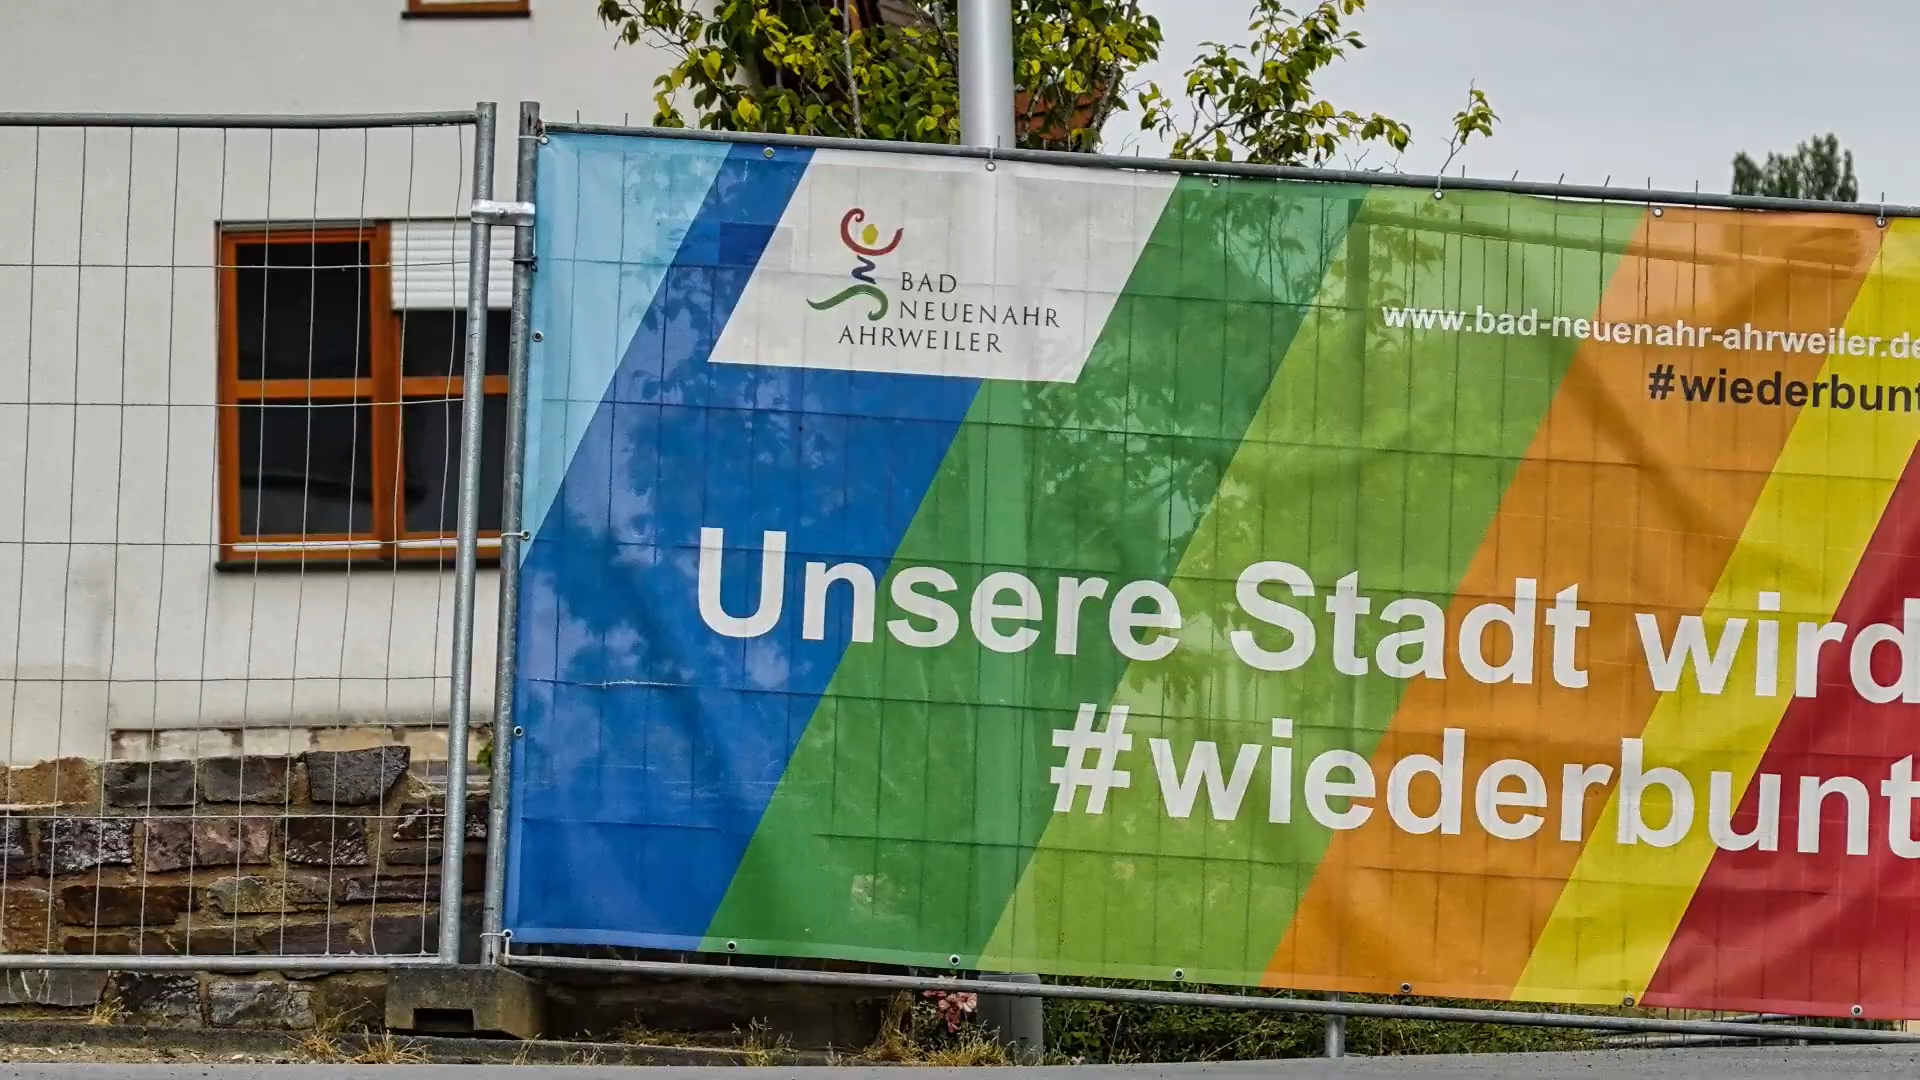 BAD
NEUENAHR
AHRWEILER
www.bad-neuenahr-ahrweiler.de
#wiederbunt
Unsere Stadt wird
#wiederbunt